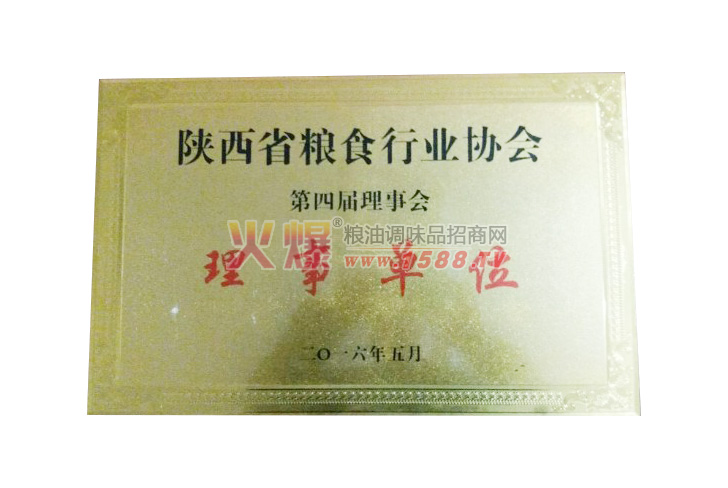 陕西省粮食行业协会
第四届理事会
火爆®粮油调味品招商网
理事单位
二〇一六年五月